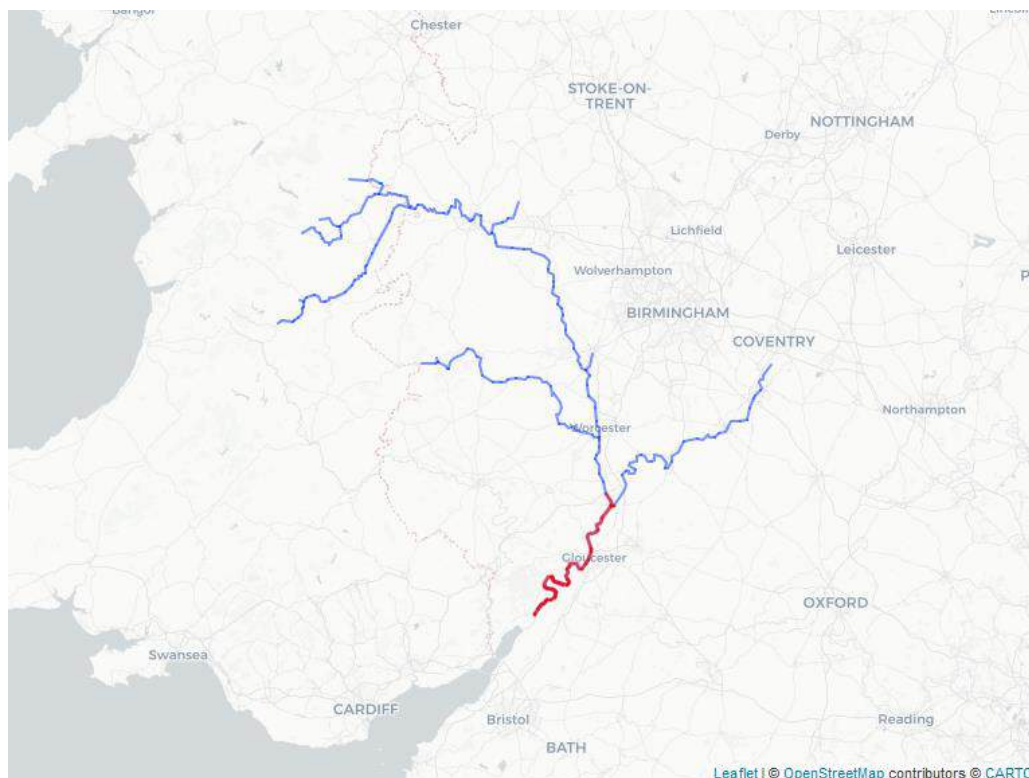 Bangor
Chester
STOKE-ON-
TRENT
NOTTINGHAM
Derby
Lichfield
Leicester
Wolverhampton
BIRMINGHAM
COVENTRY
Northampton
Worcester
Gloucester
OXFORD
Swansea
CARDIFF
Bristol
Reading
BATH
Leaflet | © OpenStreetMap contributors © CARTO